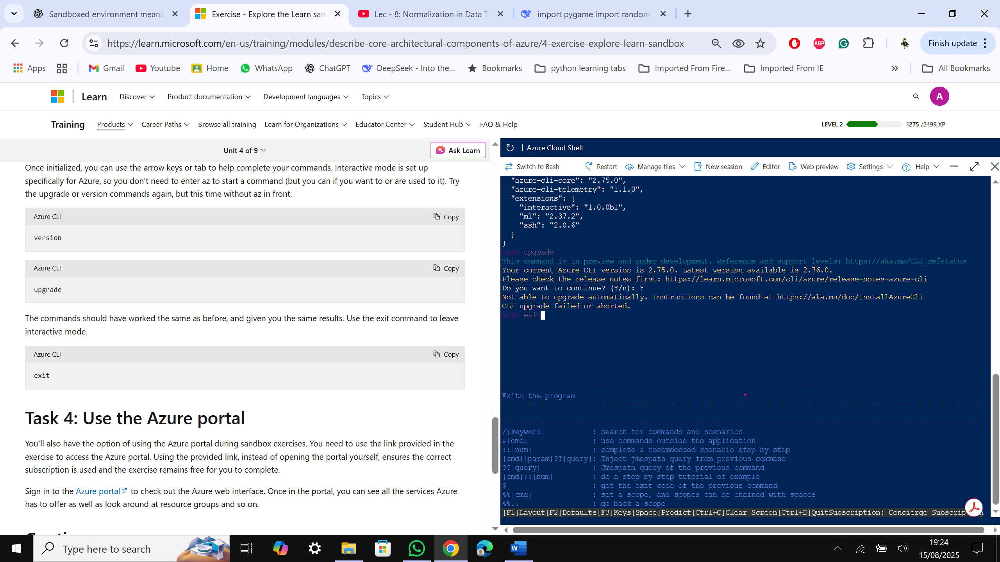 Sandboxed environment meani
Exercise - Explore the Learn san
Lec - 8: Normalization in Data T
import pygame import random
https://learn.microsoft.com/en-us/training/modules/describe-core-architectural-components-of-azure/4-exercise-explore-learn-sandbox
ABP
Finish update
Apps
Gmail
Youtube
Home
WhatsApp
ChatGPT
DeepSeek - Into the...
Bookmarks
python learning tabs
Imported From Fire...
Imported From IE
»
All Bookmarks
Learn
Discover
Product documentation
Development languages
Topics
A
Training
Products
Career Paths
Browse all training
Learn for Organizations
Educator Center
Student Hub
FAQ & Help
LEVEL 2
1275 /2499 XP
Unit 4 of 9
Ask Learn
Once initialized, you can use the arrow keys or tab to help complete your commands. Interactive mode is set up
specifically for Azure, so you don't need to enter az to start a command (but you can if you want to or are used to it). Try
the upgrade or version commands again, but this time without az in front.
Azure CLI
Copy
version
Azure CLI
Copy
upgrade
The commands should have worked the same as before, and given you the same results. Use the exit command to leave
interactive mode.
Azure CLI
Copy
exit
Task 4: Use the Azure portal
You’ll also have the option of using the Azure portal during sandbox exercises. You need to use the link provided in the
exercise to access the Azure portal. Using the provided link, instead of opening the portal yourself, ensures the correct
subscription is used and the exercise remains free for you to complete.
Sign in to the Azure portal to check out the Azure web interface. Once in the portal, you can see all the services Azure
has to offer as well as look around at resource groups and so on.
Azure Cloud Shell
Switch to Bash
Restart
Manage files
New session
Editor
Web preview
Settings
Help
"azure-cli-core": "2.75.0",
"azure-cli-telemetry": "1.1.0",
"extensions": {
"interactive": "1.0.0b1",
"ml": "2.37.2",
"ssh": "2.0.6"
}
}
az>> upgrade
This command is in preview and under development. Reference and support levels: https://aka.ms/CLI_refstatus
Your current Azure CLI version is 2.75.0. Latest version available is 2.76.0.
Please check the release notes first: https://learn.microsoft.com/cli/azure/release-notes-azure-cli
Do you want to continue? (Y/n): Y
Not able to upgrade automatically. Instructions can be found at https://aka.ms/doc/InstallAzureCli
CLI upgrade failed or aborted.
az>> exit
Exits the program *
/[keyword] : search for commands and scenarios
#[cmd] : use commands outside the application
::[num] : complete a recommended scenario step by step
[cmd][param]??[query]: Inject jmespath query from previous command
??[query] : Jmespath query of the previous command
[cmd]::[num] : do a step by step tutorial of example
$ : get the exit code of the previous command
%%[cmd] : set a scope, and scopes can be chained with spaces
%%.. : go back a scope
[F1]Layout[F2]Defaults[F3]Keys[Space]Predict[Ctrl+C]Clear Screen[Ctrl+D]QuitSubscription: Concierge Subscrip
Type here to search
19:24
15/08/2025